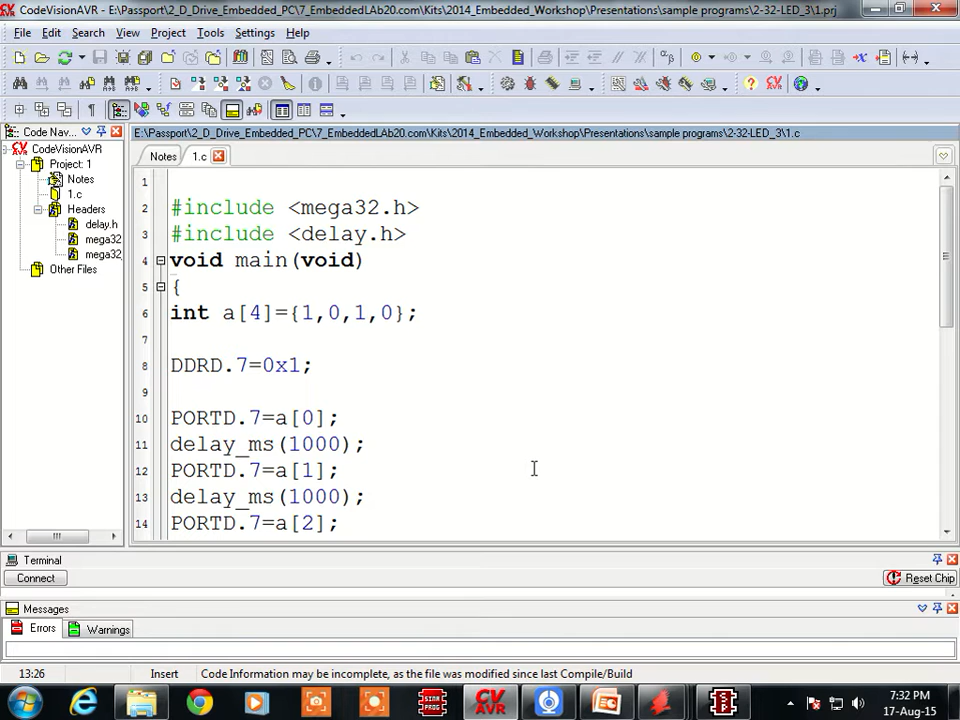 CodeVisionAVR - E:\Passport\2_D_Drive_Embedded_PC\7_EmbeddedLAb20.com\Kits\2014_Embedded_Workshop\Presentations\sample programs\2-32-LED_3\1.prj
File Edit Search View Project Tools Settings Help
Code Nav...
E:\Passport\2_D_Drive_Embedded_PC\7_EmbeddedLAb20.com\Kits\2014_Embedded_Workshop\Presentations\sample programs\2-32-LED_3\1.c
CodeVisionAVR
Project: 1
Notes
1.c
Headers
delay.h
mega32
mega32
Other Files
Notes 1.c
1
2 #include <mega32.h>
3 #include <delay.h>
4 void main(void)
5 {
6 int a[4]={1,0,1,0};
7
8 DDRD.7=0x1;
9
10 PORTD.7=a[0];
11 delay_ms(1000);
12 PORTD.7=a[1];
13 delay_ms(1000);
14 PORTD.7=a[2];
Terminal
Connect Reset Chip
Messages
Errors Warnings
13:26 Insert Code Information may be incomplete, as the file was modified since last Compile/Build
SINA PROG
CV AVR
7:32 PM
17-Aug-15